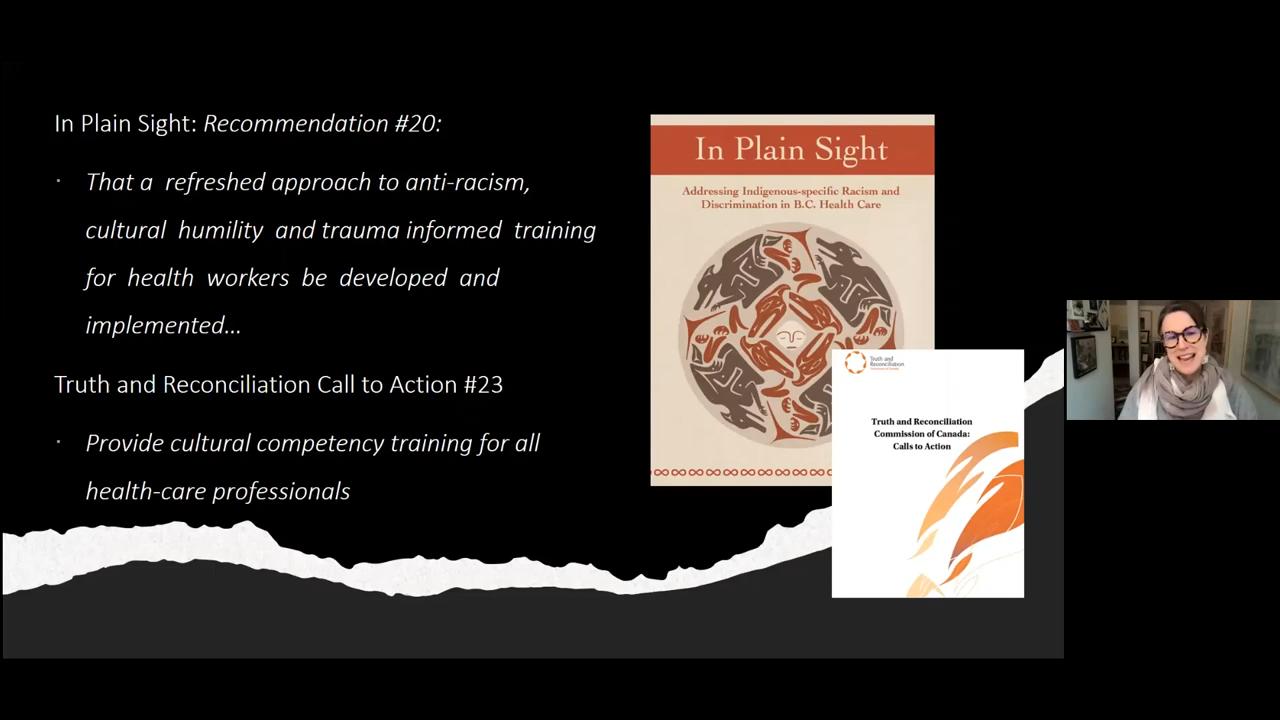 In Plain Sight: Recommendation #20:
· That a refreshed approach to anti-racism,
cultural humility and trauma informed training
for health workers be developed and
implemented…
Truth and Reconciliation Call to Action #23
· Provide cultural competency training for all
health-care professionals
In Plain Sight
Addressing Indigenous-specific Racism and
Discrimination in B.C. Health Care
Truth and
Reconciliation
Truth and Reconciliation
Commission of Canada:
Calls to Action